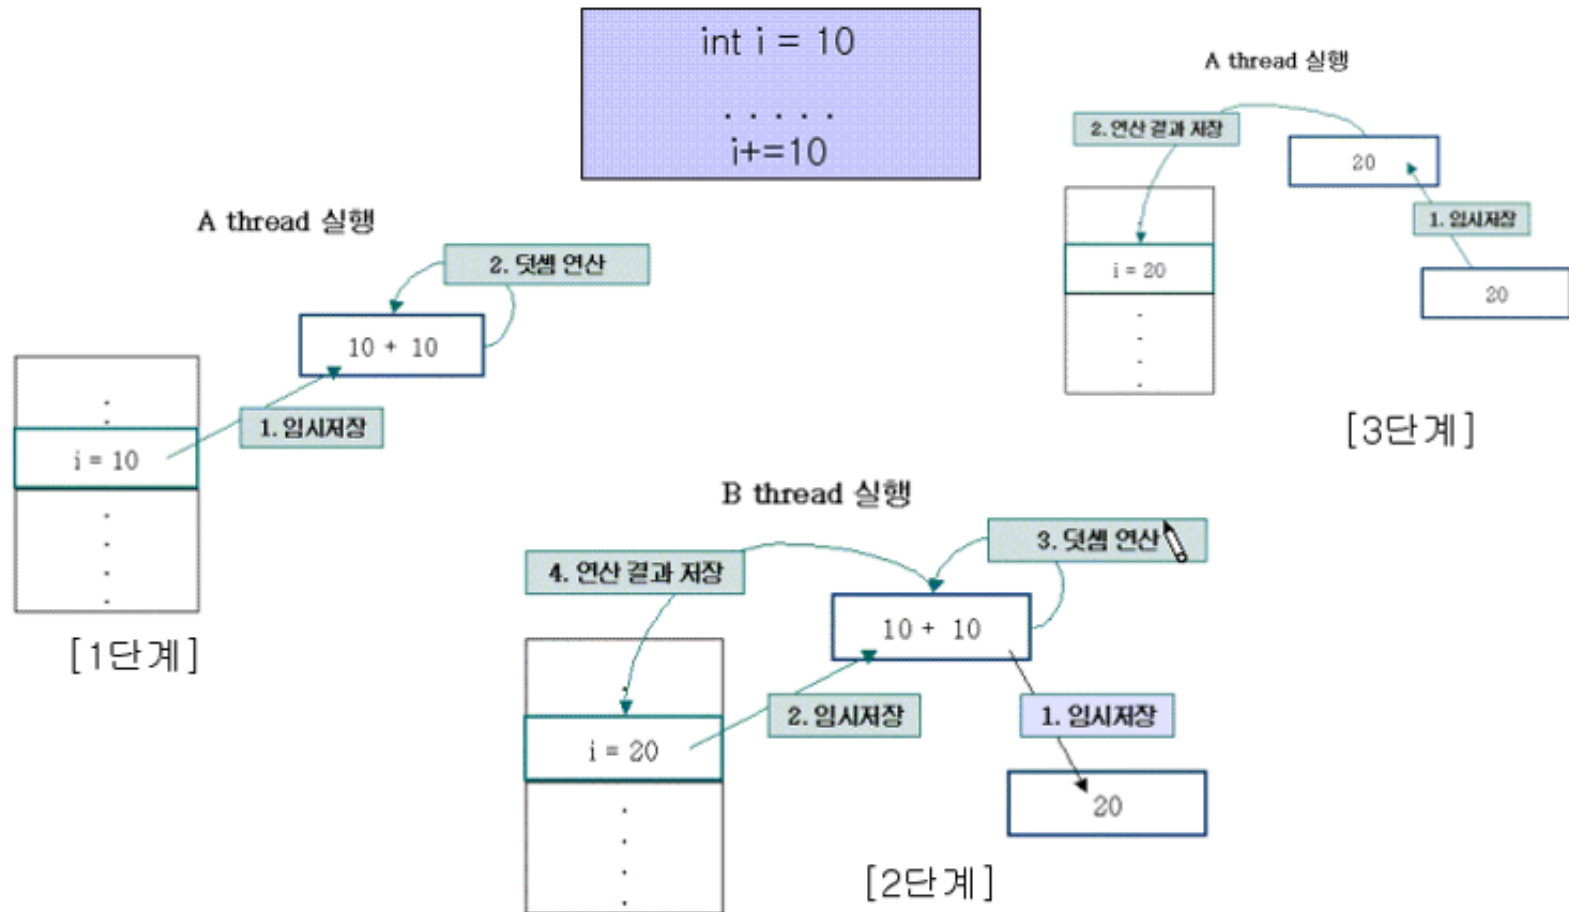 int i = 10
. . . . .
i+=10
A thread 실행
2. 덧셈 연산
10 + 10
1. 임시저장
i = 10
[1단계]
B thread 실행
3. 덧셈 연산
4. 연산 결과 저장
10 + 10
2. 임시저장
1. 임시저장
i = 20
20
[2단계]
A thread 실행
2. 연산 결과 저장
20
1. 임시저장
i = 20
20
[3단계]